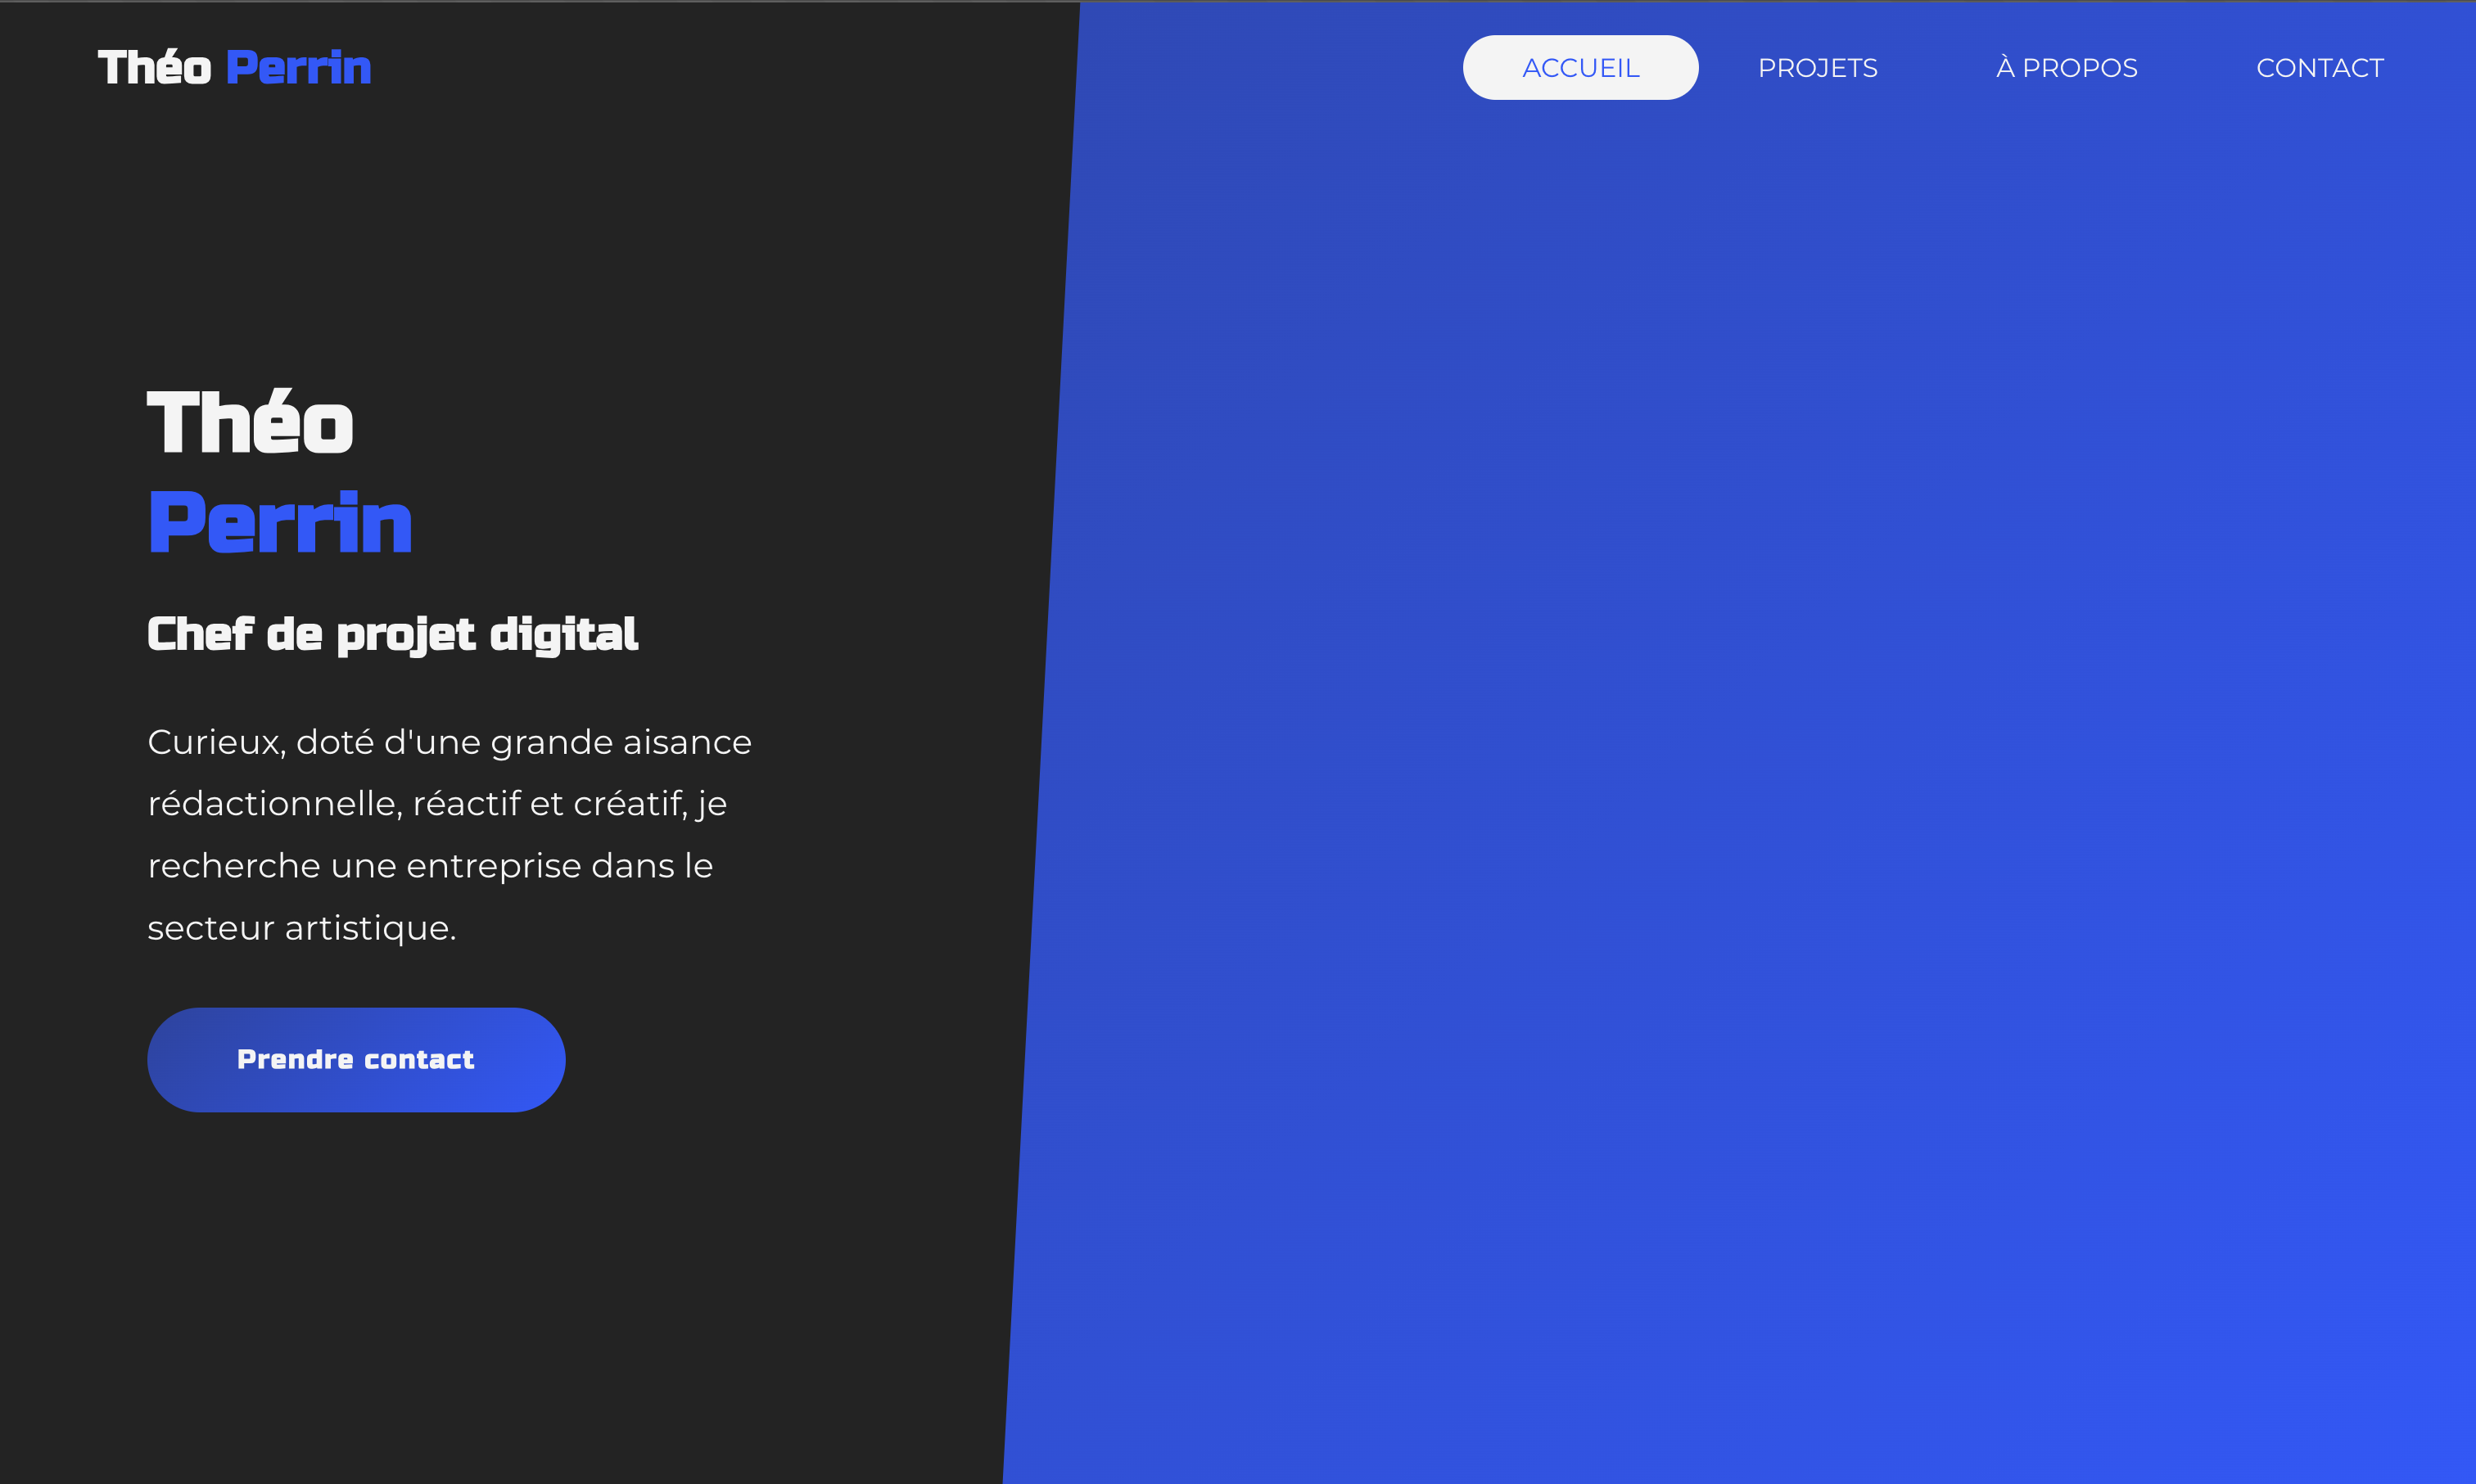 Théo Perrin
ACCUEIL
PROJETS
À PROPOS
CONTACT
Théo
Perrin
Chef de projet digital
Curieux, doté d'une grande aisance
rédactionnelle, réactif et créatif, je
recherche une entreprise dans le
secteur artistique.
Prendre contact